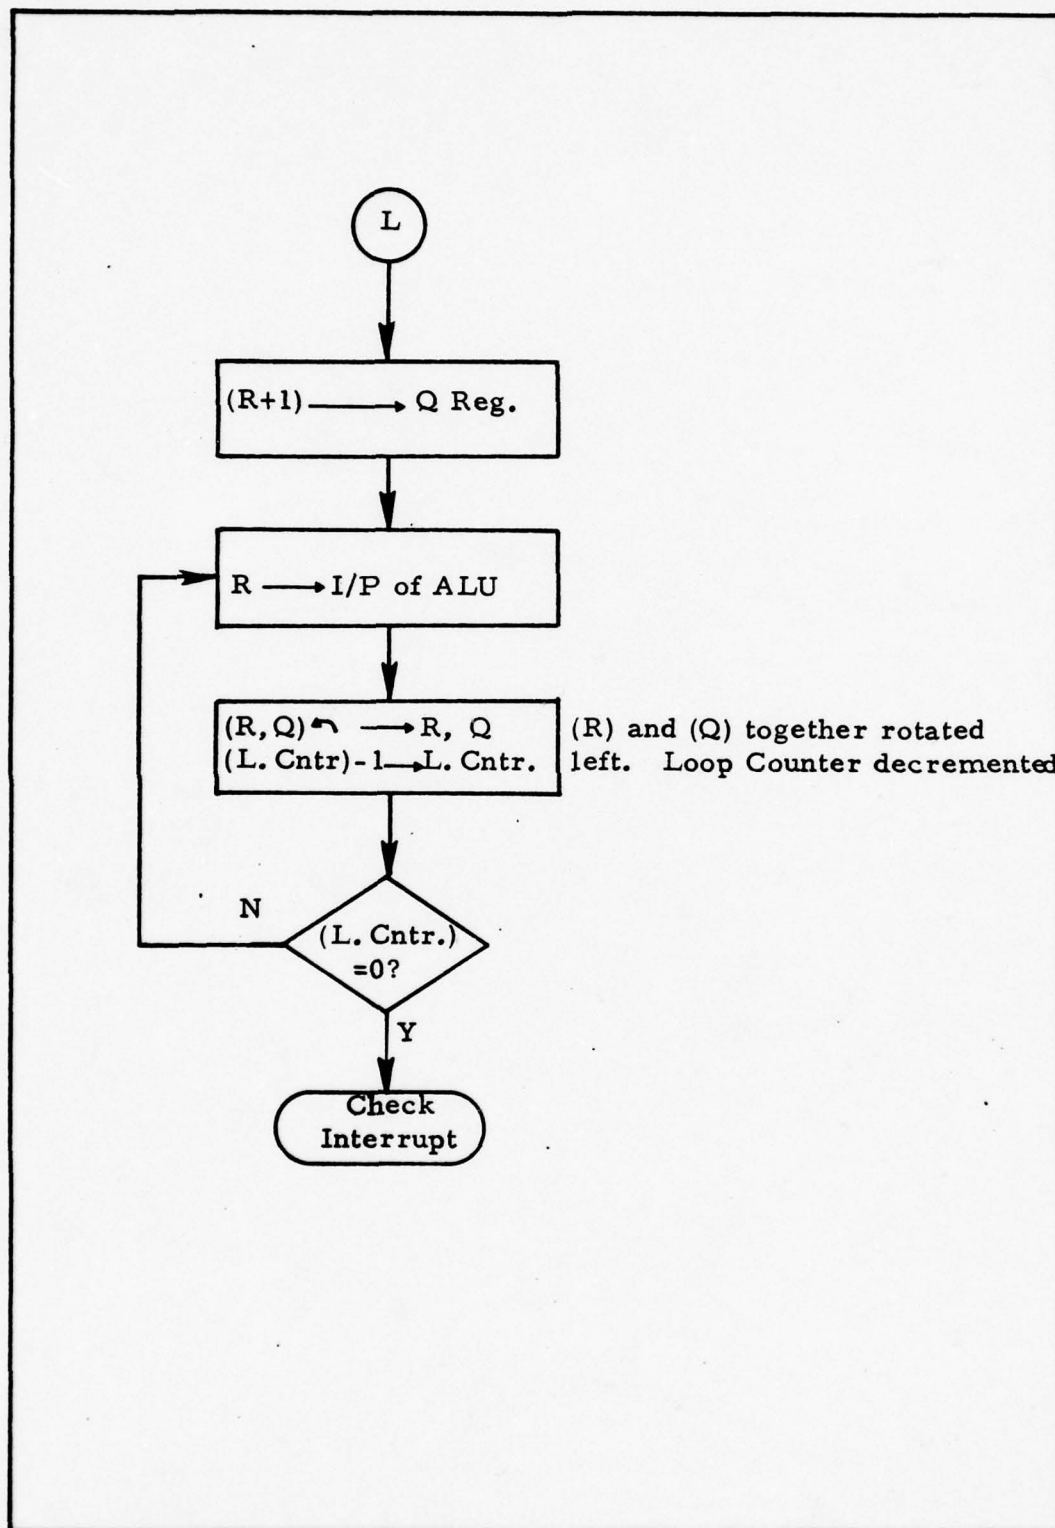 L
(R+1) ⟶ Q Reg.
R ⟶ I/P of ALU
(R, Q) ↶ ⟶ R, Q
(L. Cntr) - 1 ⟶ L. Cntr.
(R) and (Q) together rotated
left. Loop Counter decremented
N
(L. Cntr.)
=0?
Y
Check
Interrupt